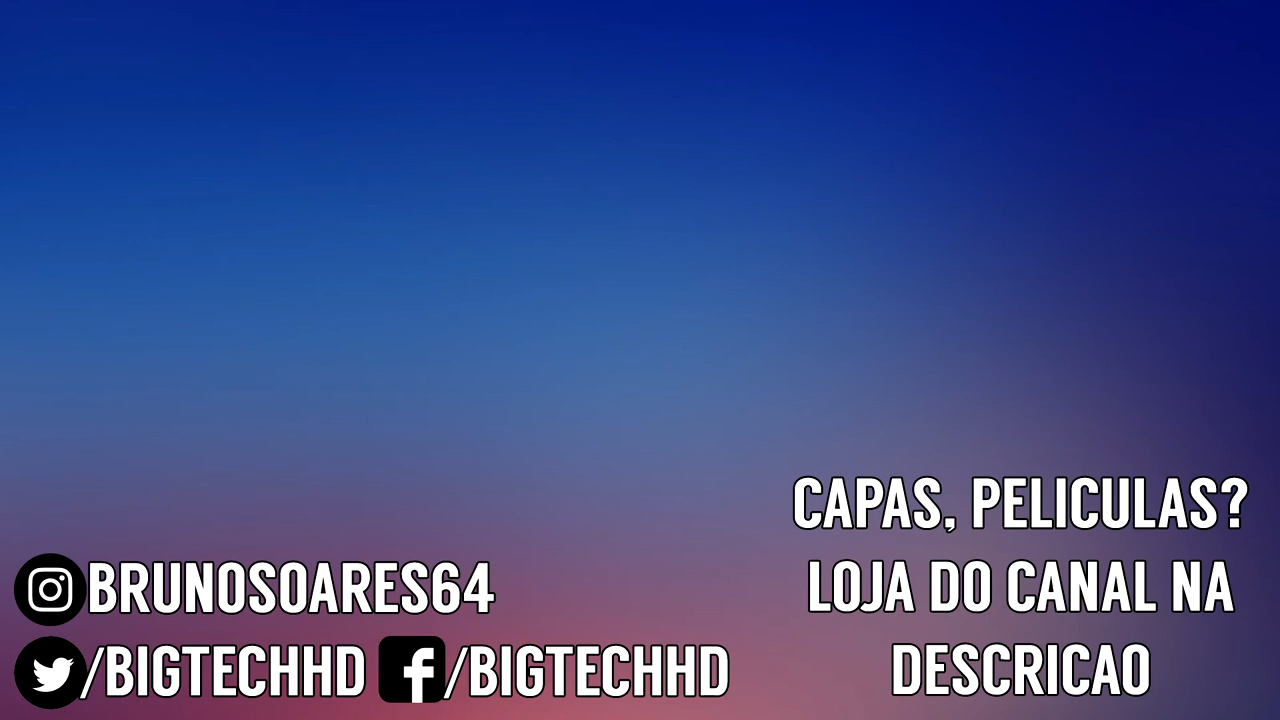 CAPAS, PELICULAS?
LOJA DO CANAL NA
DESCRICAO
BRUNOSOARES64
/BIGTECHHD /BIGTECHHD